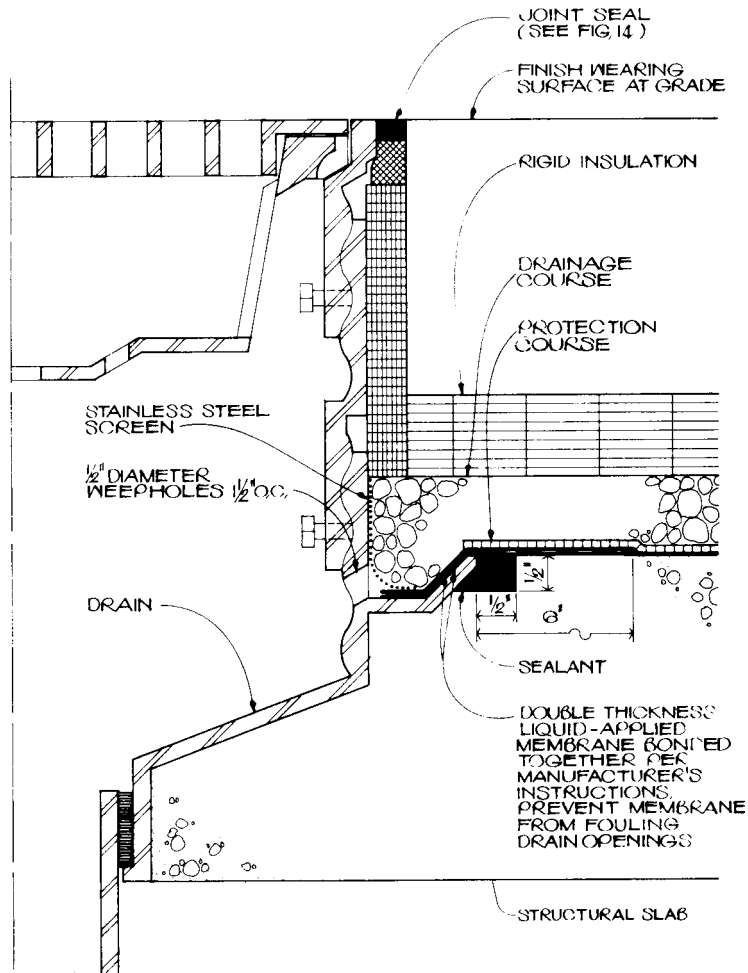 JOINT SEAL
(SEE FIG. 14)
FINISH WEARING
SURFACE AT GRADE
RIGID INSULATION
DRAINAGE
COURSE
PROTECTION
COURSE
STAINLESS STEEL
SCREEN
1/2" DIAMETER
WEEPHOLES 1 1/2" O.C.
DRAIN
1/2"
1/2"
6"
SEALANT
DOUBLE THICKNESS
LIQUID-APPLIED
MEMBRANE BONDED
TOGETHER PER
MANUFACTURER'S
INSTRUCTIONS.
PREVENT MEMBRANE
FROM FOULING
DRAIN OPENINGS
STRUCTURAL SLAB